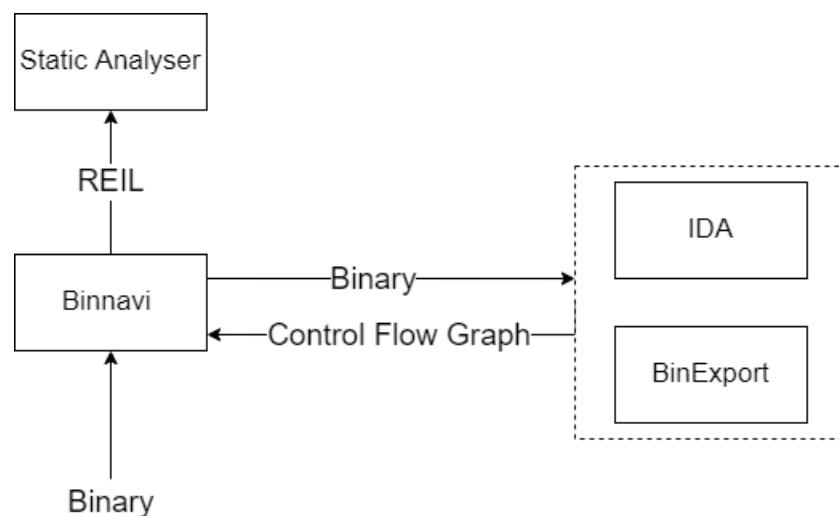 Static Analyser
REIL
IDA
Binnavi
Binary
Control Flow Graph
BinExport
Binary